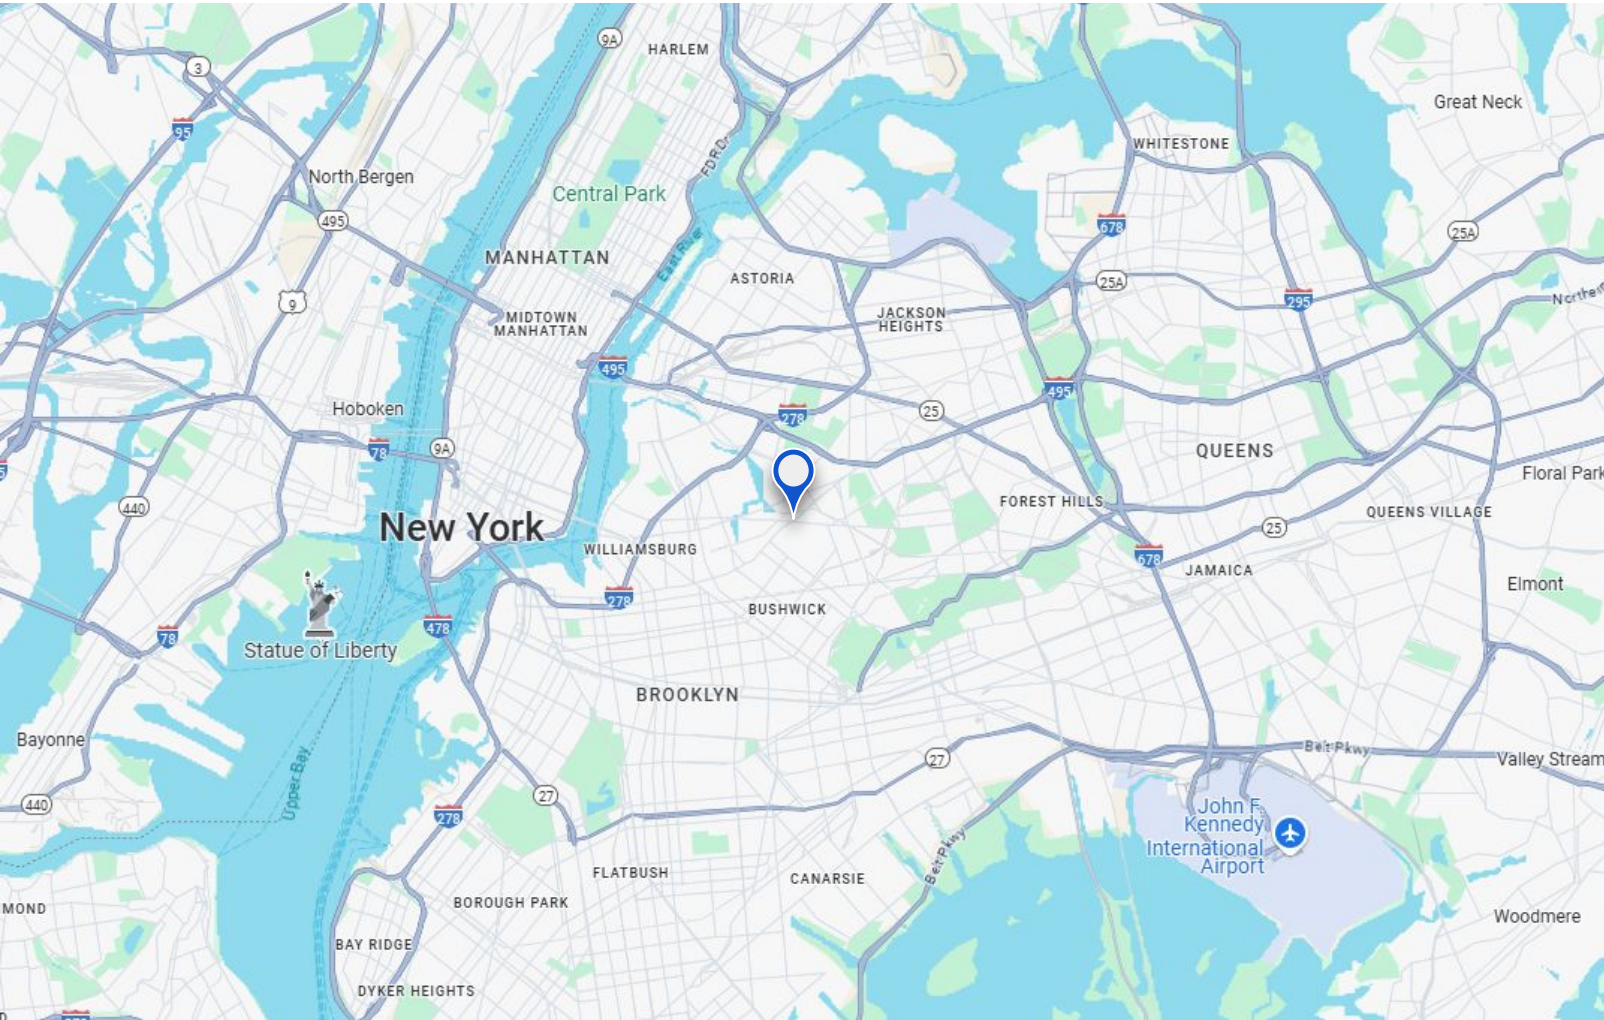 9A
HARLEM
3
Great Neck
95
WHITESTONE
FDR Dr
North Bergen
Central Park
495
678
25A
MANHATTAN
East River
ASTORIA
25A
9
295
MIDTOWN
MANHATTAN
JACKSON
HEIGHTS
495
495
Hoboken
278
25
78
9A
QUEENS
Floral Park
440
FOREST HILLS
QUEENS VILLAGE
New York
25
WILLIAMSBURG
678
JAMAICA
Elmont
278
BUSHWICK
478
78
Statue of Liberty
BROOKLYN
Bayonne
Belt Pkwy
27
Valley Stream
Upper Bay
27
440
278
John F.
Kennedy
International
Airport
Belt Pkwy
FLATBUSH
CANARSIE
BOROUGH PARK
MOND
Woodmere
BAY RIDGE
DYKER HEIGHTS